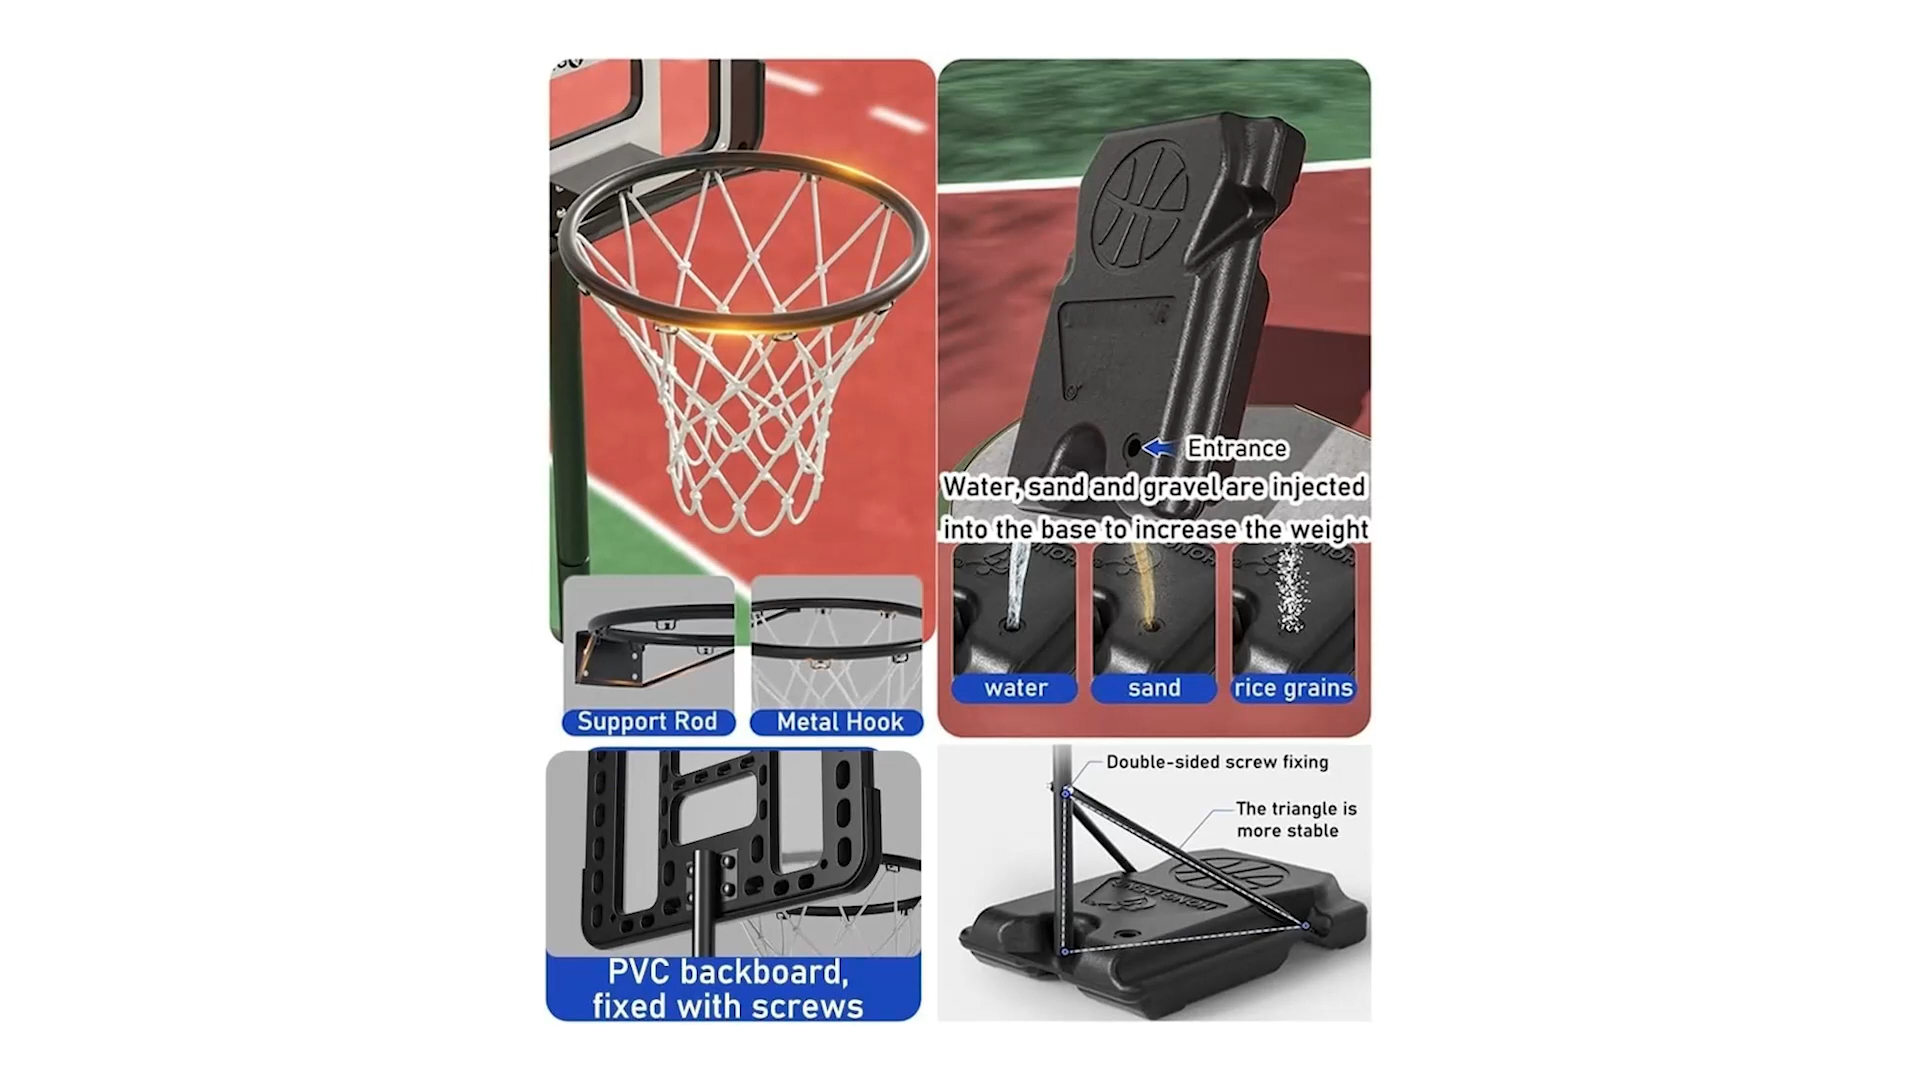 Entrance
Water, sand and gravel are injected
into the base to increase the weight
water
sand
rice grains
Support Rod
Metal Hook
PVC backboard,
fixed with screws
Double-sided screw fixing
The triangle is
more stable